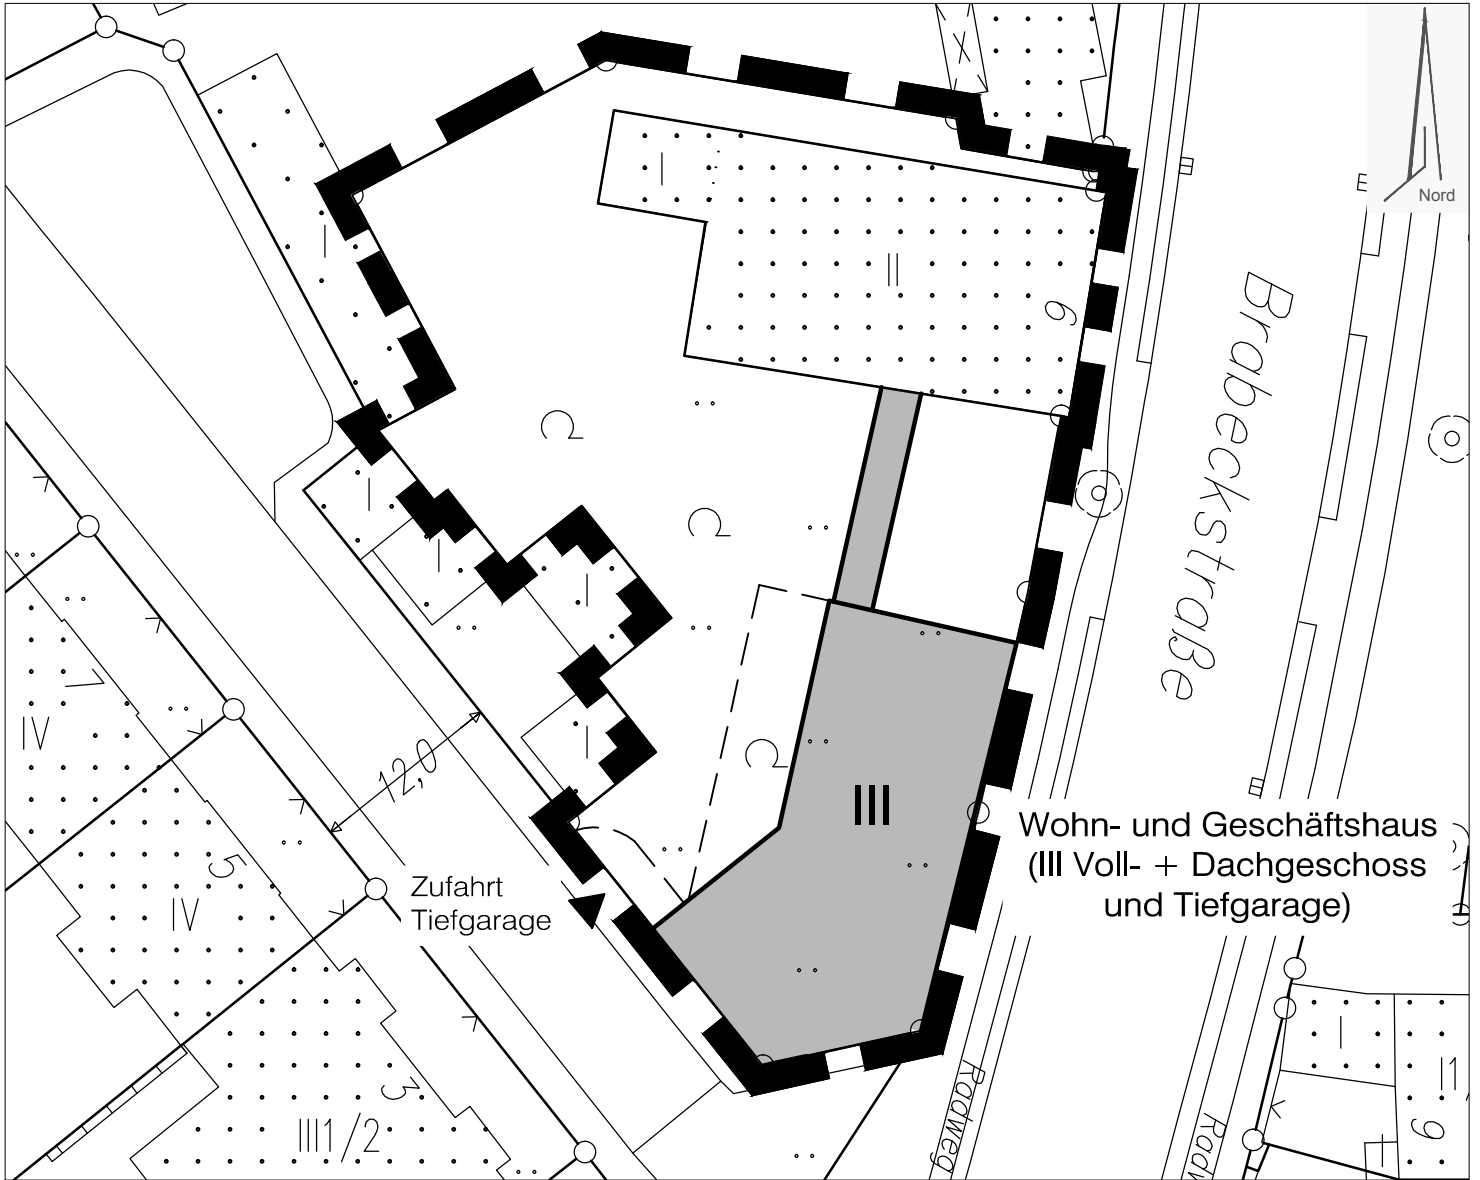 Nord
I
I
II
6
Brabeckstraße
I
I
I
I
7
IV
12,0
5
IV
III
Wohn- und Geschäftshaus
(III Voll- + Dachgeschoss
und Tiefgarage)
Zufahrt
Tiefgarage
3
III1/2
Radweg
I
9